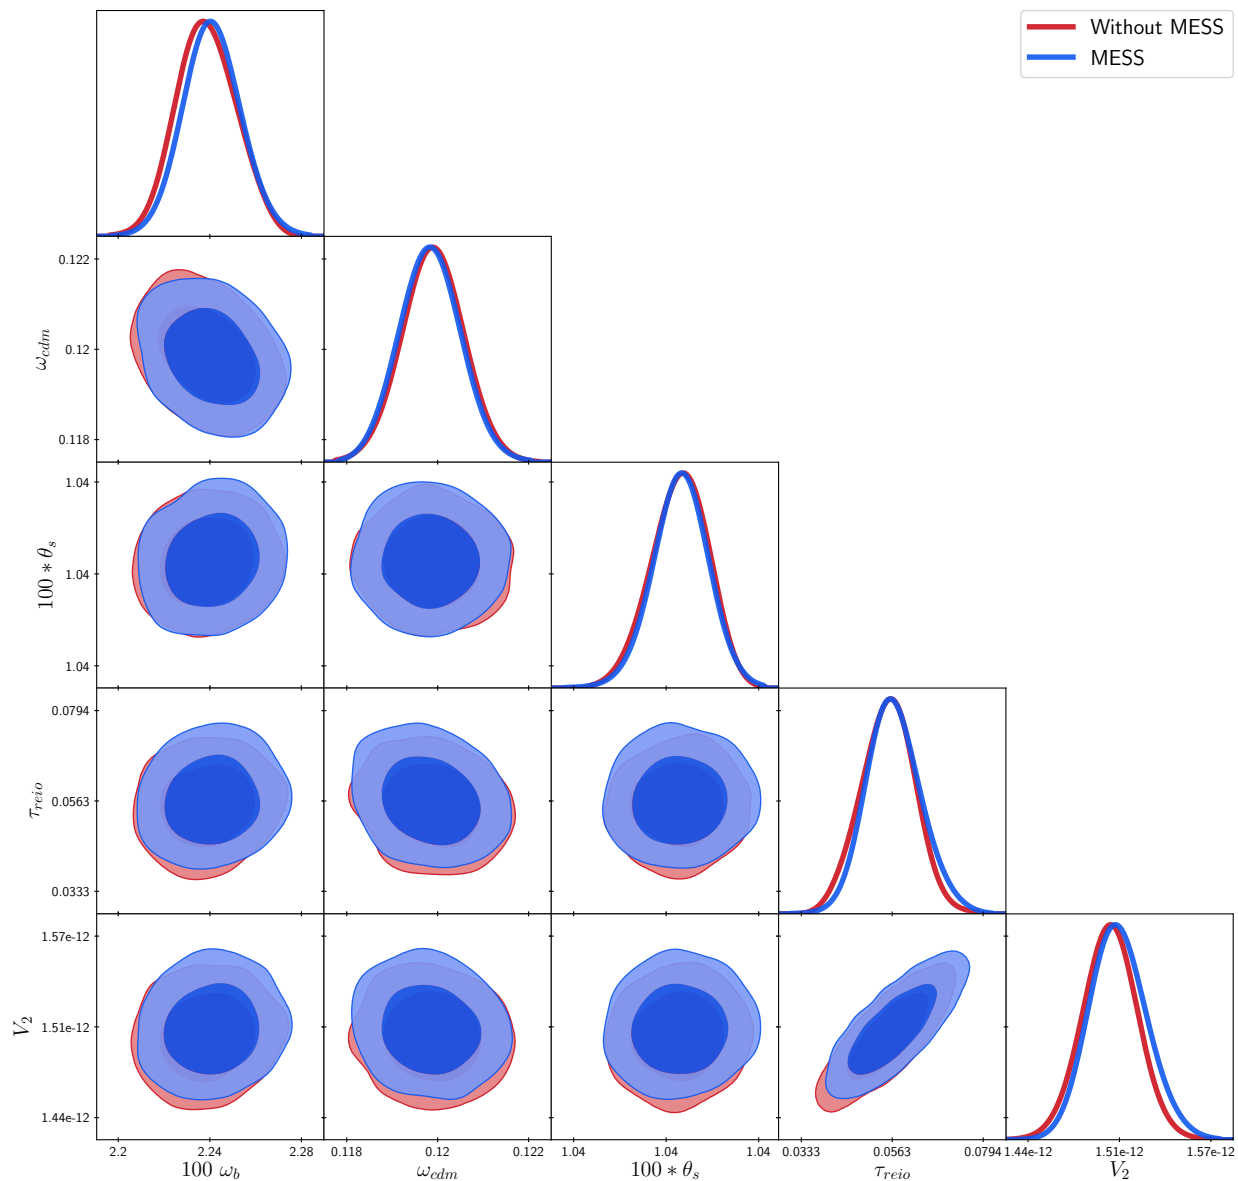 Without MESS
MESS
0.122
0.12
0.118
ω_cdm
1.04
1.04
1.04
100 * θ_s
0.0794
0.0563
0.0333
τ_reio
1.57e-12
1.51e-12
1.44e-12
V_2
2.2 2.24 2.28 0.118 0.12 0.122 1.04 1.04 1.04 0.0333 0.0563 0.0794 1.44e-12 1.51e-12 1.57e-12
100 ω_b ω_cdm 100 * θ_s τ_reio V_2